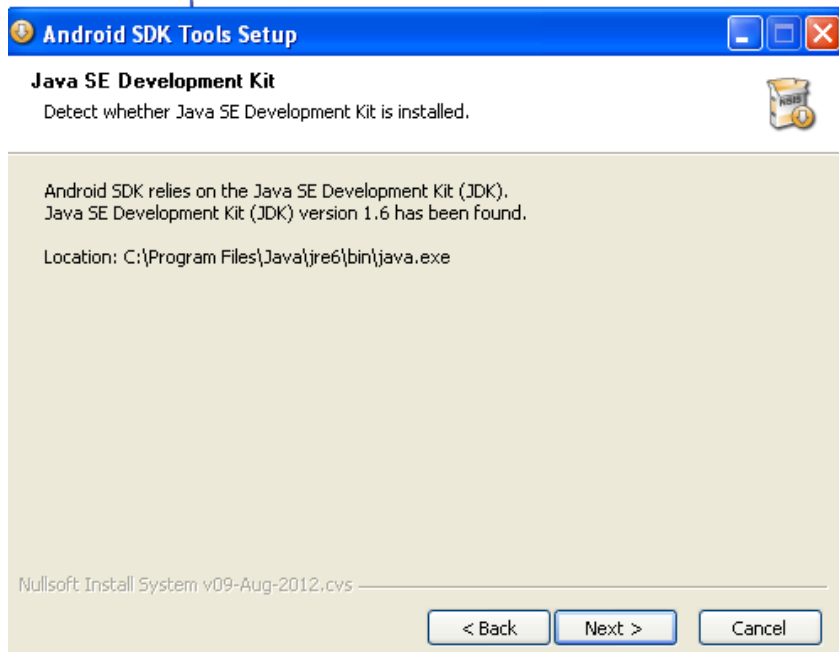 Android SDK Tools Setup
Java SE Development Kit
Detect whether Java SE Development Kit is installed.
NSIS
Android SDK relies on the Java SE Development Kit (JDK).
Java SE Development Kit (JDK) version 1.6 has been found.
Location: C:\Program Files\Java\jre6\bin\java.exe
Nullsoft Install System v09-Aug-2012.cvs
< Back Next > Cancel